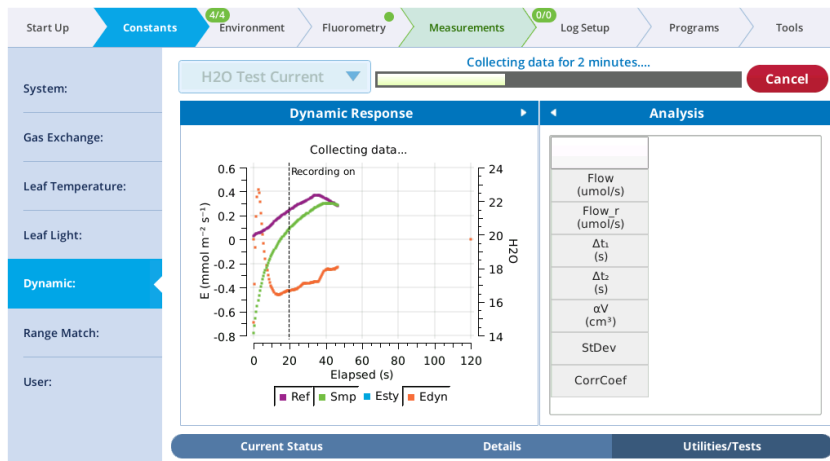 Start Up
Constants
4/4
Environment
Fluorometry
Measurements
0/0
Log Setup
Programs
Tools
System:
Gas Exchange:
Leaf Temperature:
Leaf Light:
Dynamic:
Range Match:
User:
H2O Test Current
Collecting data for 2 minutes....
Cancel
Dynamic Response
Collecting data...
Recording on
E (mmol m⁻² s⁻¹)
0.6
0.4
0.2
0
-0.2
-0.4
-0.6
-0.8
24
22
20
18
16
14
H2O
0 20 40 60 80 100 120
Elapsed (s)
Ref Smp Esty Edyn
Analysis
Flow
(umol/s)
Flow_r
(umol/s)
Δt₁
(s)
Δt₂
(s)
αV
(cm³)
StDev
CorrCoef
Current Status
Details
Utilities/Tests